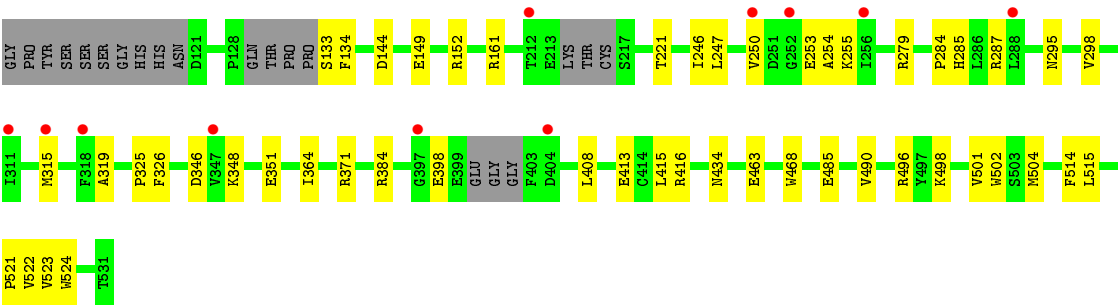 GLY PRO TYR SER SER SER GLY HIS HIS ASN D121 P128 GLN THR PRO PRO S133 F134 D144 E149 R152 R161 T212 E213 LYS THR CYS S217 T221 I246 L247 V250 D251 G252 E253 A254 K255 I256 R279 P284 H285 L286 R287 L288 N295 V298
I311 M315 F318 A319 P325 F326 D346 V347 K348 E351 I364 R371 R384 G397 E398 E399 GLU GLY GLY F403 D404 L408 E413 C414 L415 R416 N434 E463 W468 E485 V490 R496 Y497 K498 V501 W502 S503 M504 F514 L515
P521 V522 V523 W524 T531